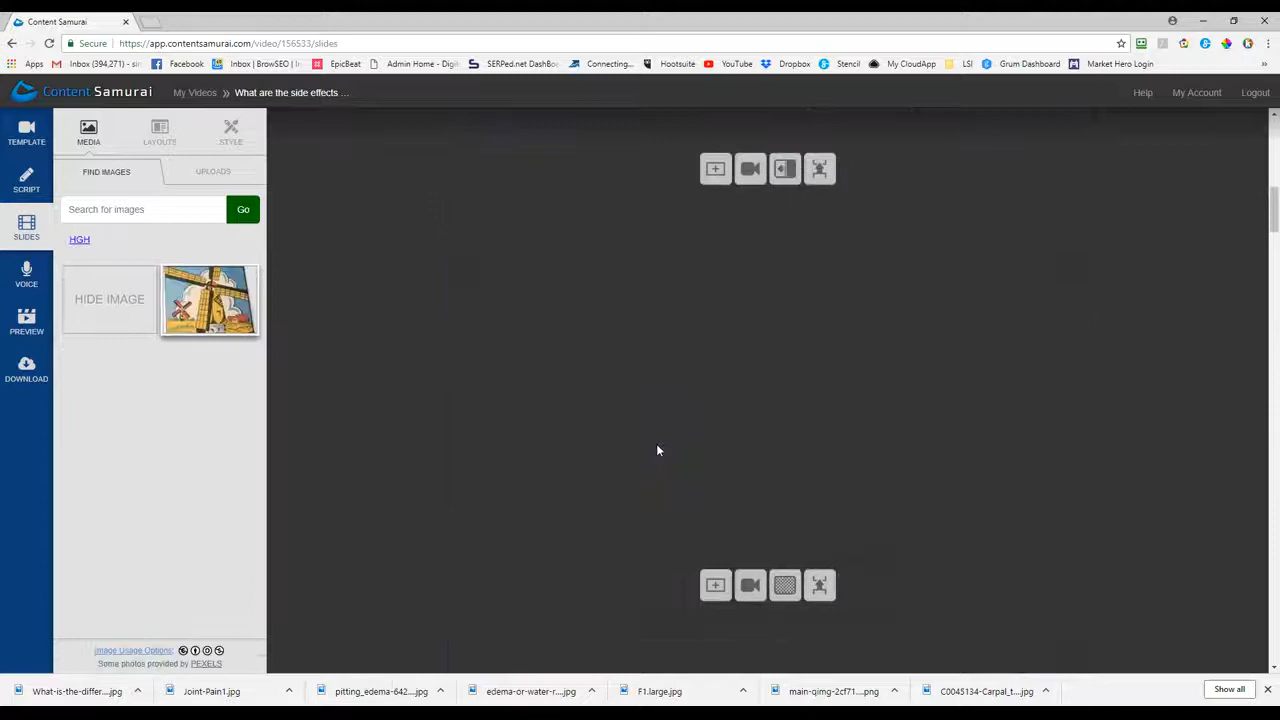 Content Samurai
Secure https://app.contentsamurai.com/video/156533/slides
Apps Inbox (394,271) - sin Facebook Inbox | BrowSEO | In EpicBeat Admin Home - Digit SERPed.net DashBoa Connecting... Hootsuite YouTube Dropbox Stencil My CloudApp LSI Grum Dashboard Market Hero Login
Content Samurai My Videos » What are the side effects ... Help My Account Logout
TEMPLATE
SCRIPT
SLIDES
VOICE
PREVIEW
DOWNLOAD
MEDIA LAYOUTS STYLE
FIND IMAGES UPLOADS
Search for images Go
HGH
HIDE IMAGE
Image Usage Options:
Some photos provided by PEXELS
What-is-the-differ....jpg Joint-Pain1.jpg pitting_edema-642....jpg edema-or-water-r....jpg F1.large.jpg main-qimg-2cf71....png C0045134-Carpal_t....jpg Show all